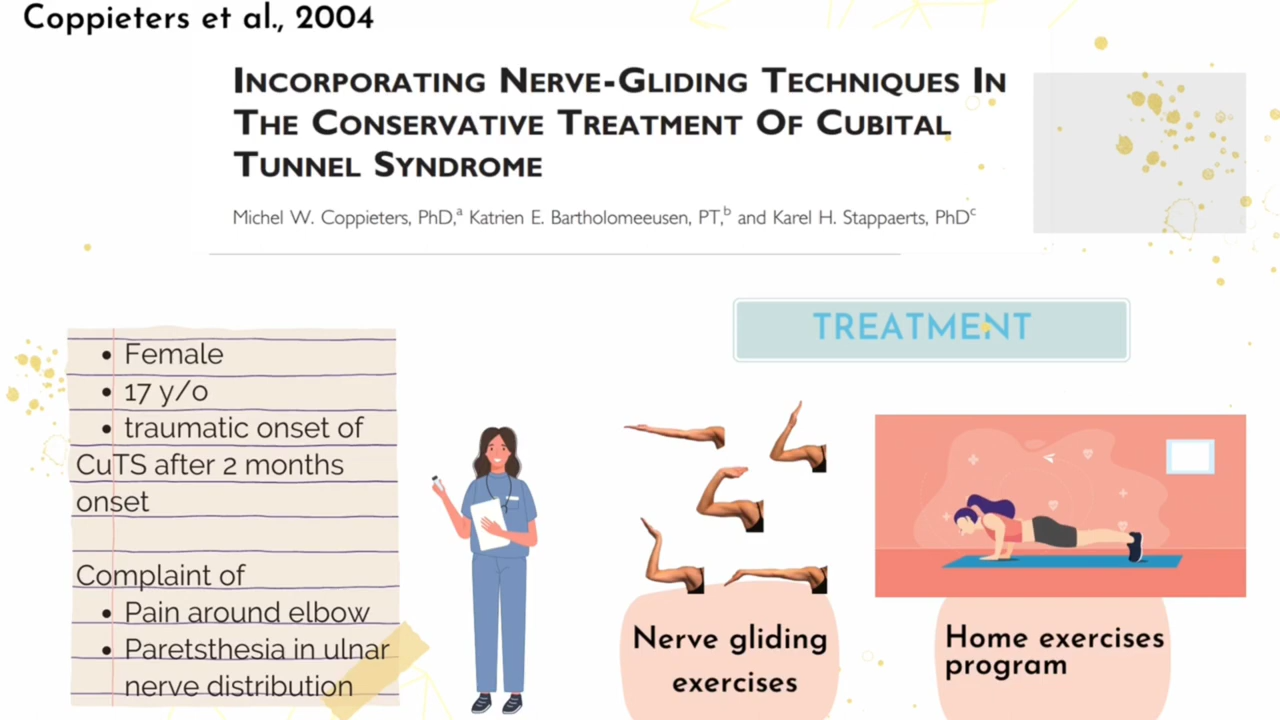 Coppieters et al., 2004
INCORPORATING NERVE-GLIDING TECHNIQUES IN
THE CONSERVATIVE TREATMENT OF CUBITAL
TUNNEL SYNDROME
Michel W. Coppieters, PhD,a Katrien E. Bartholomeeusen, PT,b and Karel H. Stappaerts, PhDc
• Female
• 17 y/o
• traumatic onset of
CuTS after 2 months
onset
Complaint of
• Pain around elbow
• Paretsthesia in ulnar
nerve distribution
TREATMENT
Nerve gliding
exercises
Home exercises
program